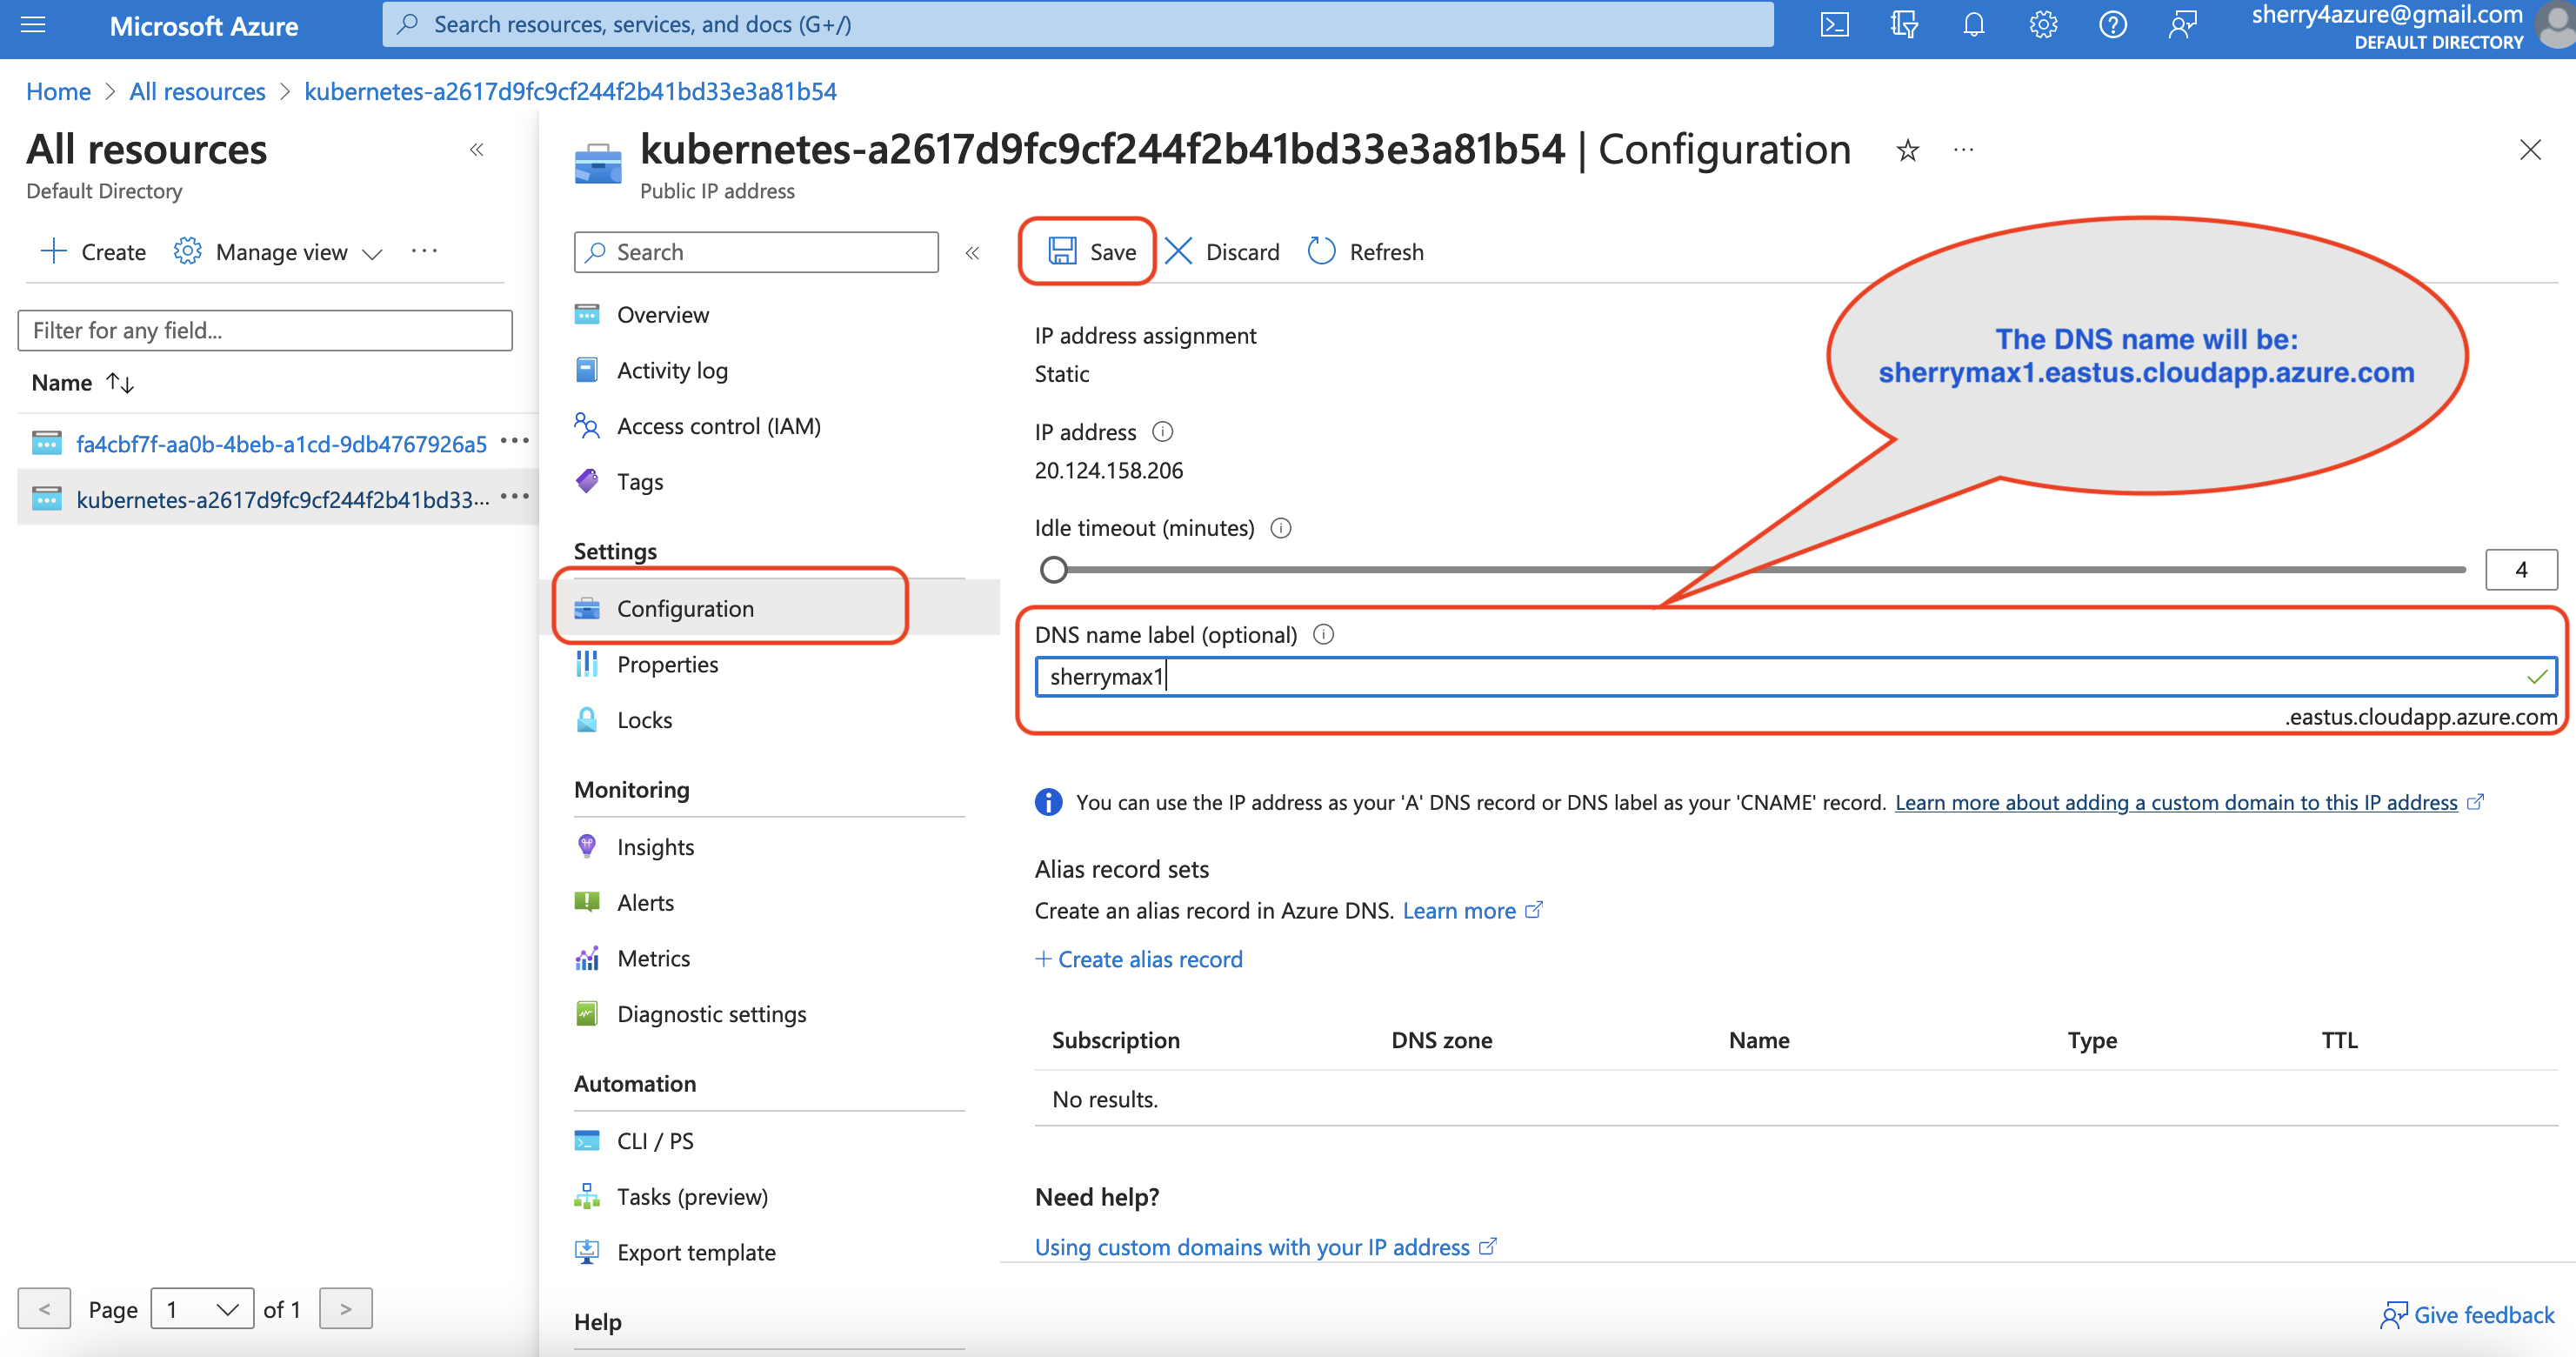 Microsoft Azure
Search resources, services, and docs (G+/)
sherry4azure@gmail.com
DEFAULT DIRECTORY
Home > All resources > kubernetes-a2617d9fc9cf244f2b41bd33e3a81b54
All resources
Default Directory
Create Manage view ...
Filter for any field...
Name
fa4cbf7f-aa0b-4beb-a1cd-9db4767926a5 ...
kubernetes-a2617d9fc9cf244f2b41bd33... ...
< Page 1 of 1 >
kubernetes-a2617d9fc9cf244f2b41bd33e3a81b54 | Configuration ...
Public IP address
Search
Overview
Activity log
Access control (IAM)
Tags
Settings
Configuration
Properties
Locks
Monitoring
Insights
Alerts
Metrics
Diagnostic settings
Automation
CLI / PS
Tasks (preview)
Export template
Help
Save Discard Refresh
The DNS name will be:
sherrymax1.eastus.cloudapp.azure.com
IP address assignment
Static
IP address
20.124.158.206
Idle timeout (minutes)
4
DNS name label (optional)
sherrymax1
.eastus.cloudapp.azure.com
You can use the IP address as your 'A' DNS record or DNS label as your 'CNAME' record. Learn more about adding a custom domain to this IP address
Alias record sets
Create an alias record in Azure DNS. Learn more
+ Create alias record
Subscription DNS zone Name Type TTL
No results.
Need help?
Using custom domains with your IP address
Give feedback